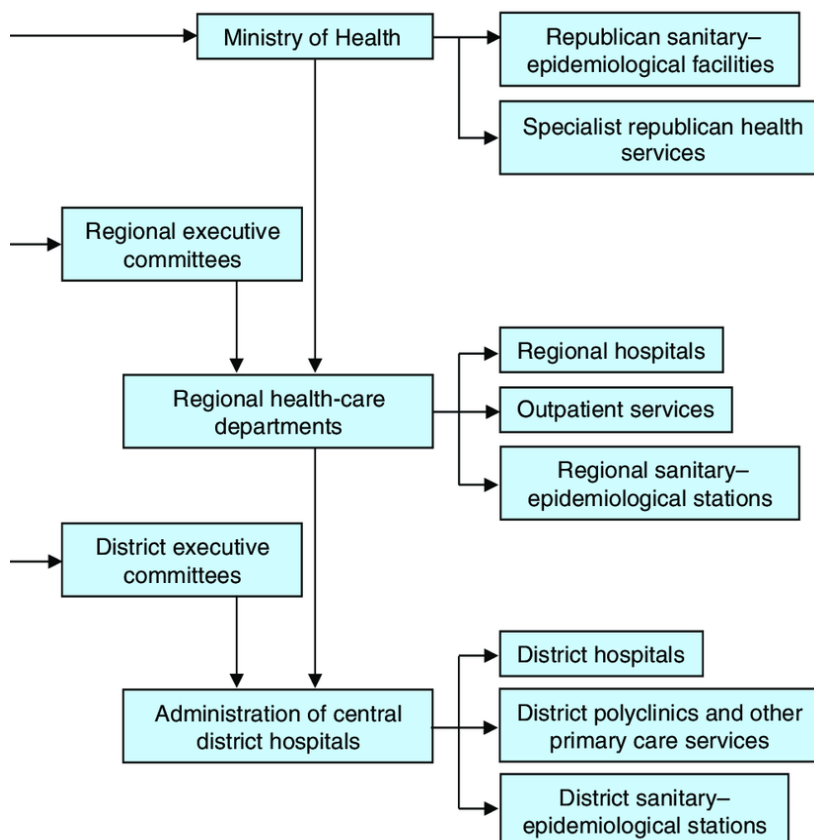 Ministry of Health
Republican sanitary–
epidemiological facilities
Specialist republican health
services
Regional executive
committees
Regional hospitals
Regional health-care
departments
Outpatient services
Regional sanitary–
epidemiological stations
District executive
committees
District hospitals
Administration of central
district hospitals
District polyclinics and other
primary care services
District sanitary–
epidemiological stations